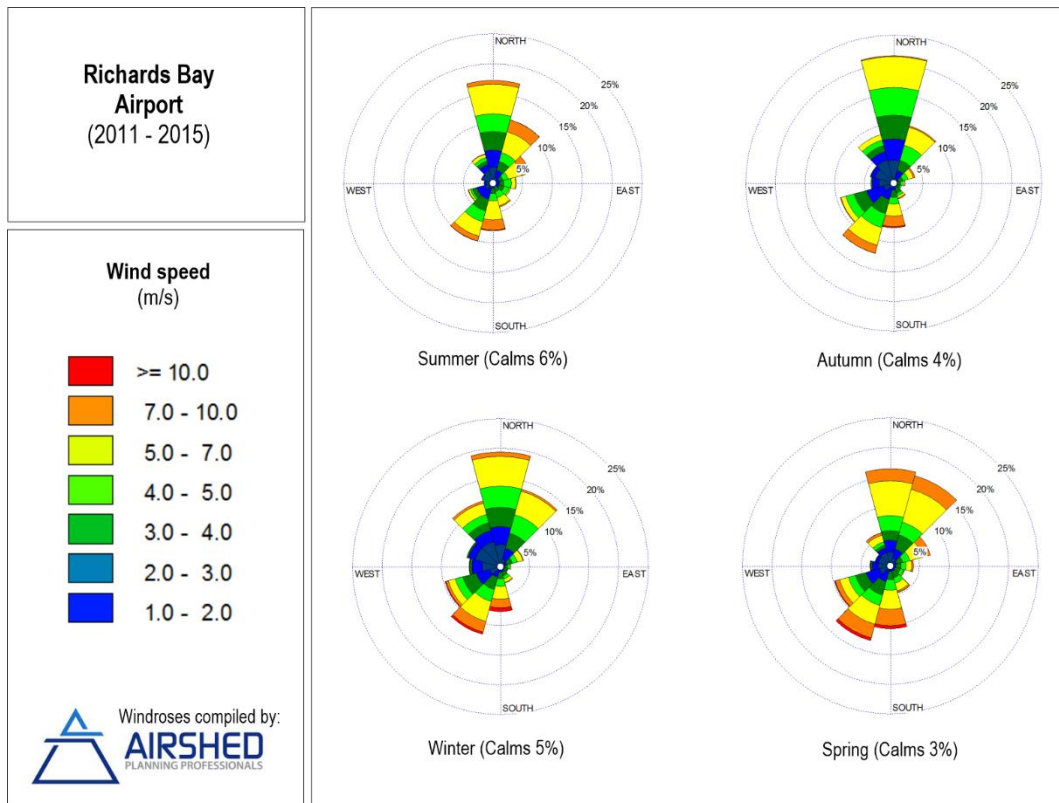 Richards Bay
Airport
(2011 - 2015)
Wind speed
(m/s)
>= 10.0
7.0 - 10.0
5.0 - 7.0
4.0 - 5.0
3.0 - 4.0
2.0 - 3.0
1.0 - 2.0
Windroses compiled by:
AIRSHED
PLANNING PROFESSIONALS
NORTH
25%
20%
15%
10%
5%
WEST
EAST
SOUTH
Summer (Calms 6%)
NORTH
25%
20%
15%
10%
5%
WEST
EAST
SOUTH
Autumn (Calms 4%)
NORTH
25%
20%
15%
10%
5%
WEST
EAST
SOUTH
Winter (Calms 5%)
NORTH
25%
20%
15%
10%
5%
WEST
EAST
SOUTH
Spring (Calms 3%)